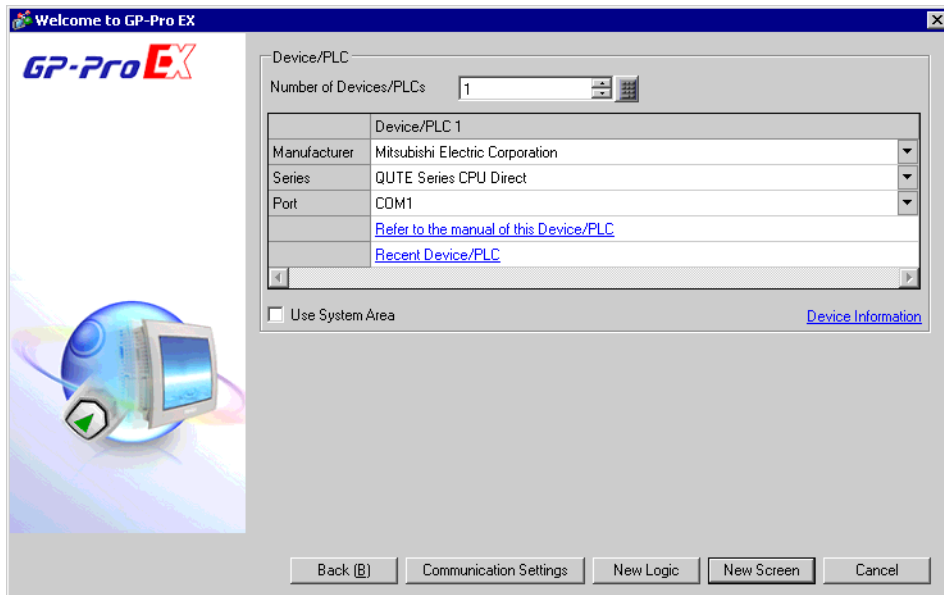 Welcome to GP-Pro EX
GP-Pro EX
Device/PLC
Number of Devices/PLCs 1
Device/PLC 1
Manufacturer Mitsubishi Electric Corporation
Series QUTE Series CPU Direct
Port COM1
Refer to the manual of this Device/PLC
Recent Device/PLC
Use System Area Device Information
Back (B) Communication Settings New Logic New Screen Cancel